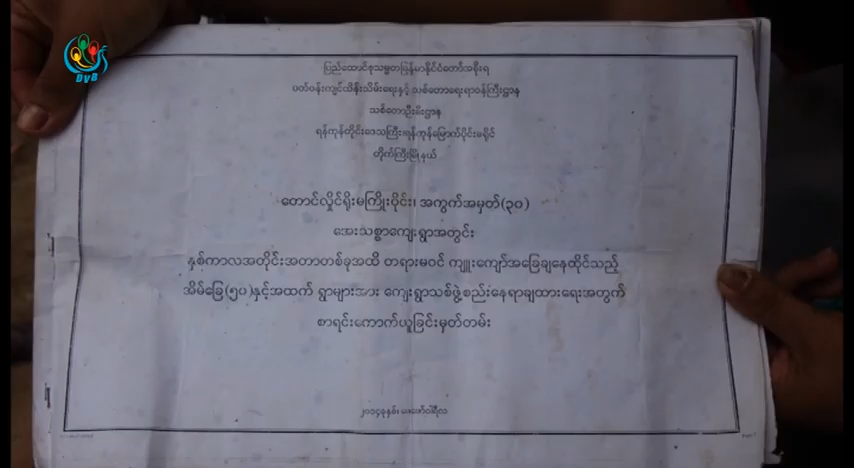 DVB
ပြည်ထောင်စုသမ္မတမြန်မာနိုင်ငံတော်အစိုးရ
ပတ်ဝန်းကျင်ထိန်းသိမ်းရေးနှင့် သစ်တောရေးရာဝန်ကြီးဌာန
သစ်တောဦးစီးဌာန
ရန်ကုန်တိုင်းဒေသကြီး၊ရန်ကုန်မြောက်ပိုင်းခရိုင်
တိုက်ကြီးမြို့နယ်
တောင်လှိုင်ရိုးမကြိုးဝိုင်း၊ အကွက်အမှတ်(၃၀)
အေးသစ္စာကျေးရွာအတွင်း
နှစ်ကာလအတိုင်းအတာတစ်ခုအထိ တရားမဝင် ကျူးကျော်အခြေချနေထိုင်သည့်
အိမ်ခြေ(၅၀)နှင့်အထက် ရွာများအား ကျေးရွာသစ်ဖွဲ့စည်းနေရာချထားရေးအတွက်
စာရင်းကောက်ယူခြင်းမှတ်တမ်း
၂၀၁၄ခုနှစ်၊ ဖေဖော်ဝါရီလ